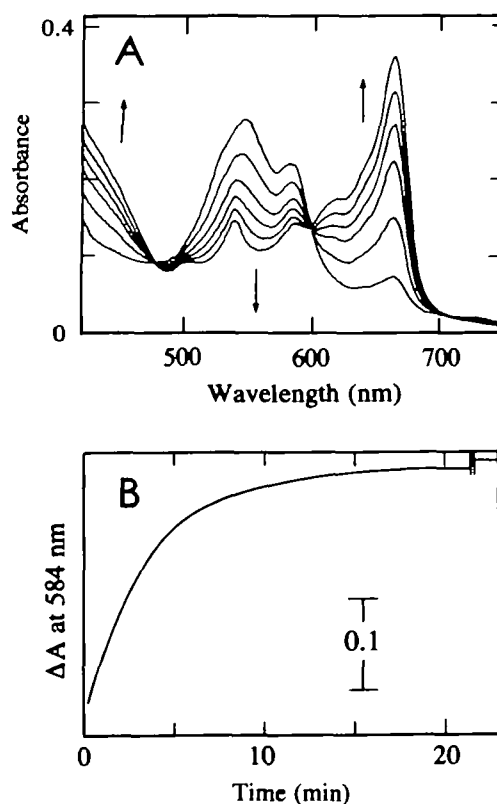 0.4
A
Absorbance
0
500
600
700
Wavelength (nm)
B
ΔA at 584 nm
0.1
0
10
20
Time (min)